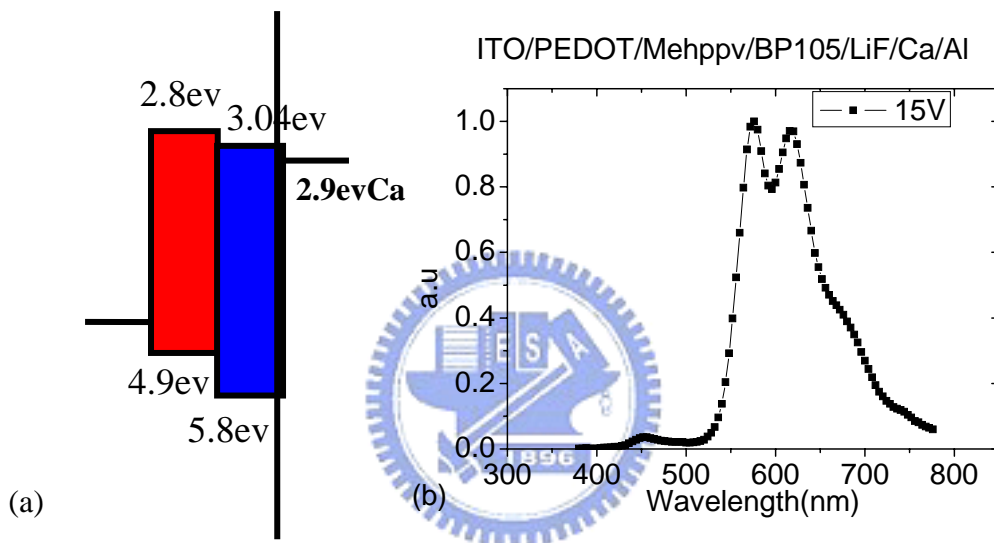 ITO/PEDOT/Mehppv/BP105/LiF/Ca/Al
2.8ev
3.04ev
2.9evCa
4.9ev
5.8ev
(a)
15V
a.u
1.0
0.8
0.6
0.4
0.2
0.0
300 400 500 600 700 800
Wavelength(nm)
(b)
E S A
1896